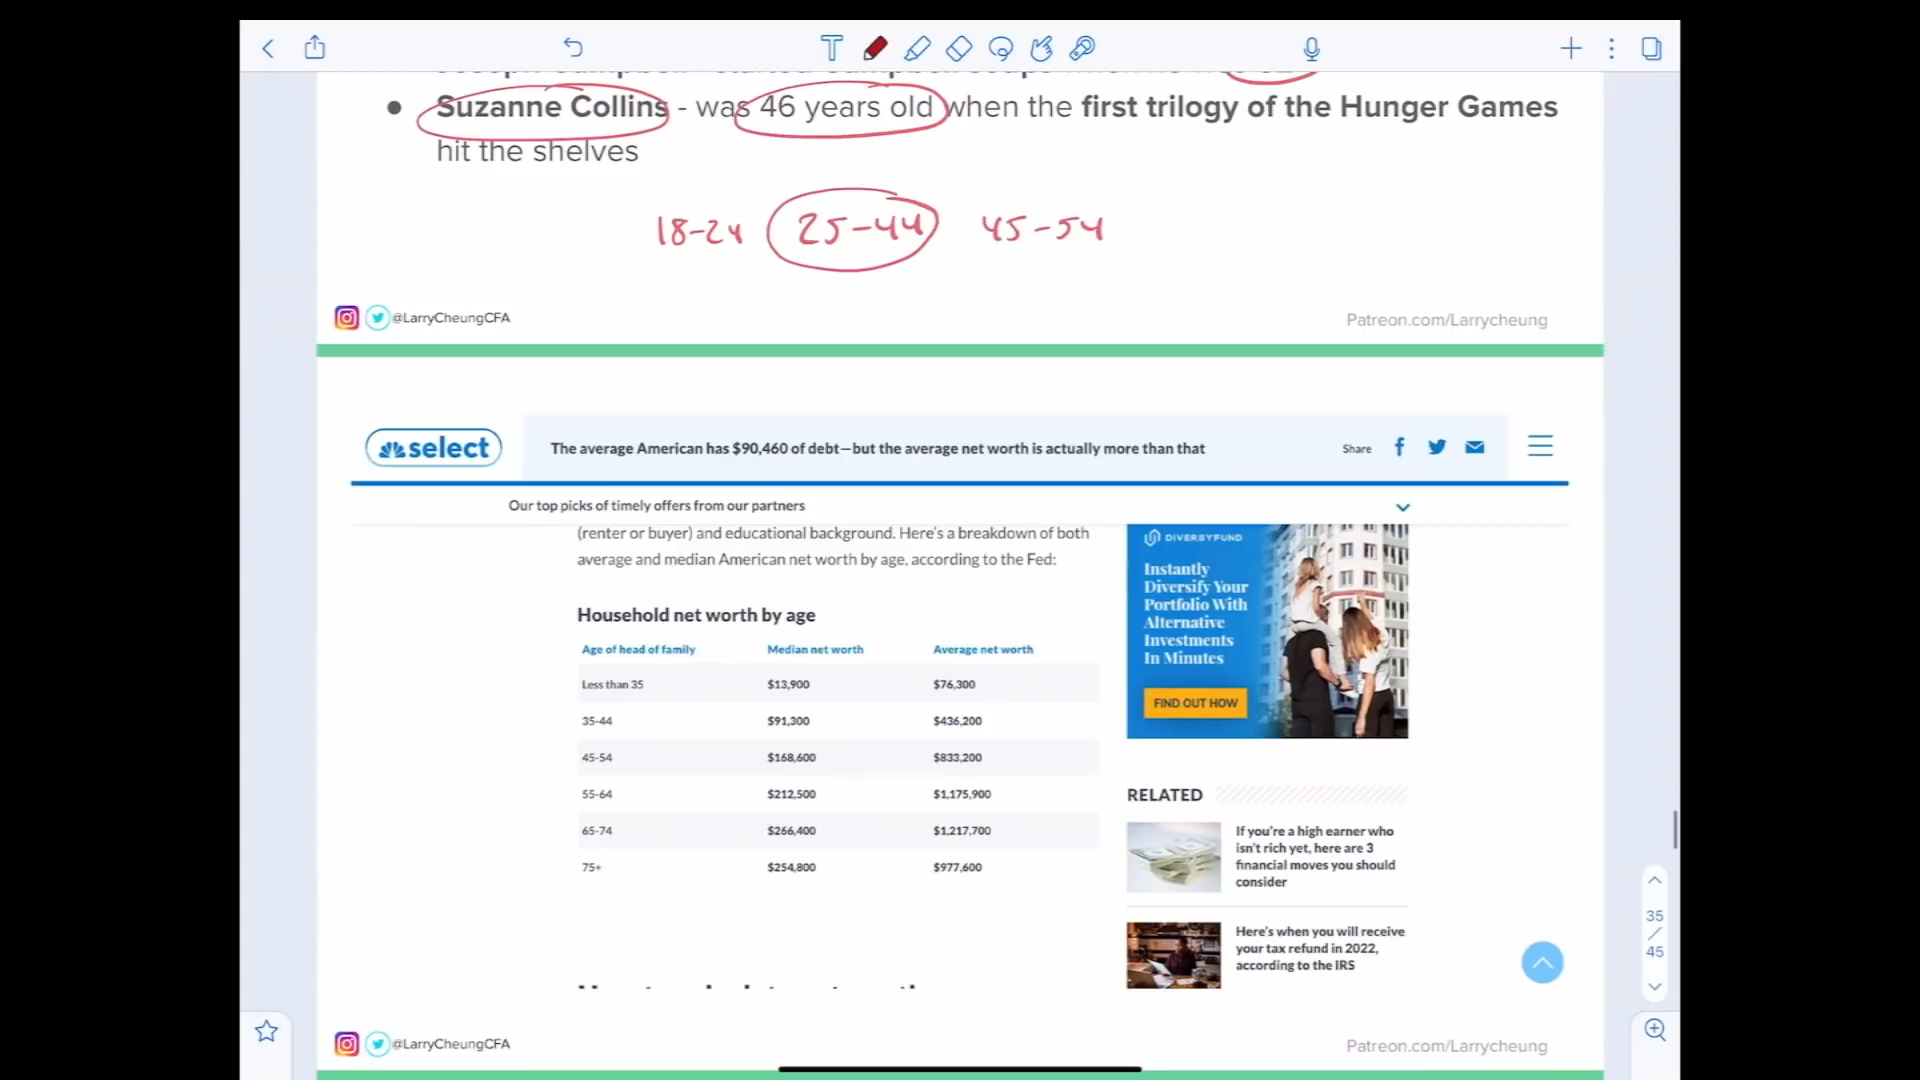 Suzanne Collins - was 46 years old when the first trilogy of the Hunger Games
hit the shelves
18-24 25-44 45-54
@LarryCheungCFA
Patreon.com/Larrycheung
select
The average American has $90,460 of debt—but the average net worth is actually more than that
Share
Our top picks of timely offers from our partners
(renter or buyer) and educational background. Here's a breakdown of both
average and median American net worth by age, according to the Fed:
Household net worth by age
Age of head of family Median net worth Average net worth
Less than 35 $13,900 $76,300
35-44 $91,300 $436,200
45-54 $168,600 $833,200
55-64 $212,500 $1,175,900
65-74 $266,400 $1,217,700
75+ $254,800 $977,600
DIVERSYFUND
Instantly
Diversify Your
Portfolio With
Alternative
Investments
In Minutes
FIND OUT HOW
RELATED
If you're a high earner who
isn't rich yet, here are 3
financial moves you should
consider
Here's when you will receive
your tax refund in 2022,
according to the IRS
35
/
45
@LarryCheungCFA
Patreon.com/Larrycheung